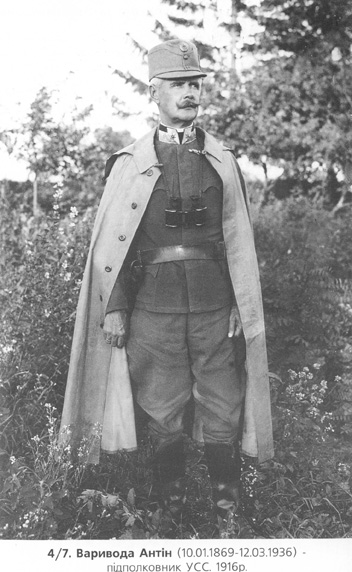 4/7. Варивода Антін (10.01.1869-12.03.1936) -
підполковник УСС. 1916р.